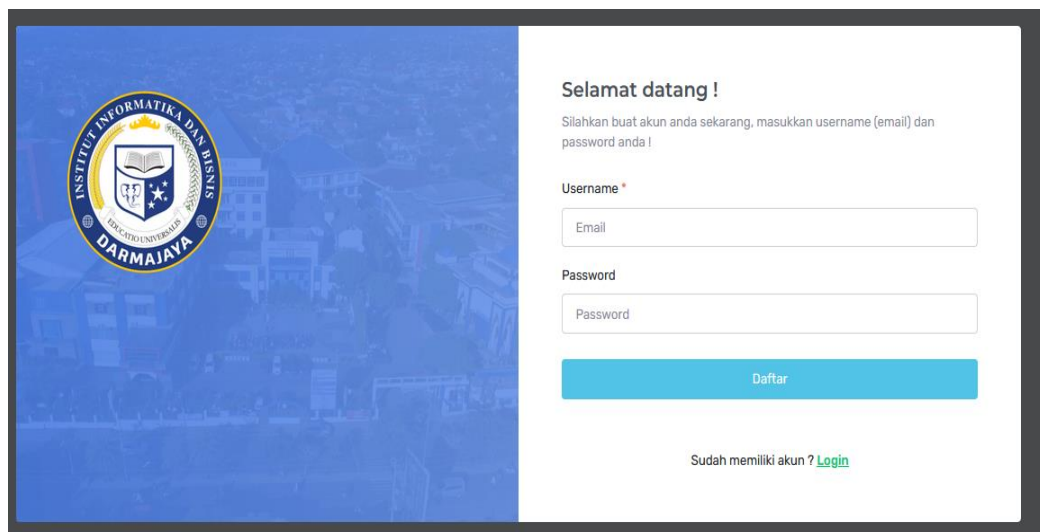 INSTITUT INFORMATIKA DAN BISNIS
EDUCATIO UNIVERSALIS
DARMAJAYA
Selamat datang !
Silahkan buat akun anda sekarang, masukkan username (email) dan
password anda !
Username *
Email
Password
Password
Daftar
Sudah memiliki akun ? Login